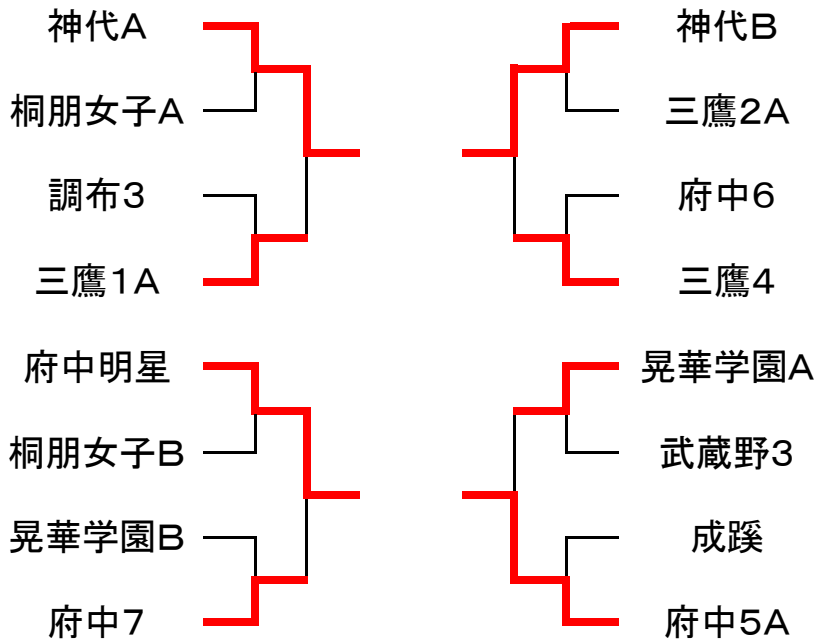 神代A
桐朋女子A
調布3
三鷹1A
府中明星
桐朋女子B
晃華学園B
府中7
神代B
三鷹2A
府中6
三鷹4
晃華学園A
武蔵野3
成蹊
府中5A